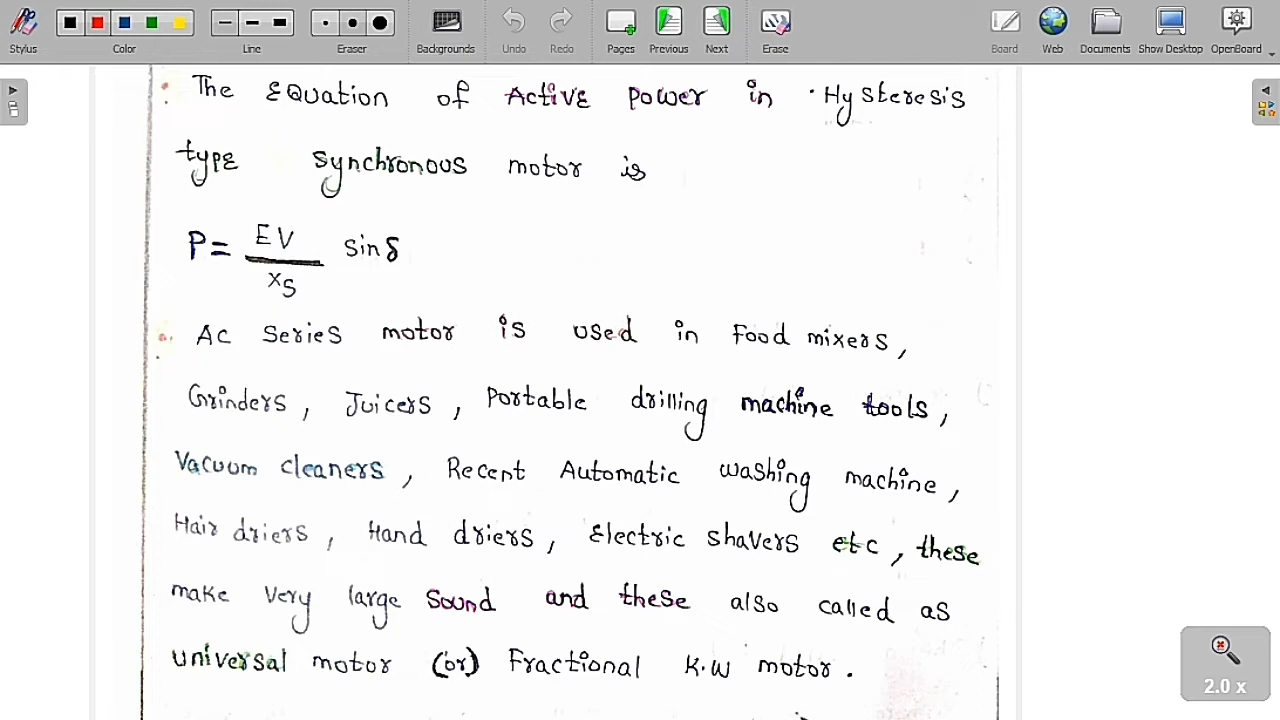 Stylus
Color
Line
Eraser
Backgrounds
Undo
Redo
Pages
Previous
Next
Erase
Board
Web
Documents
Show Desktop
OpenBoard
The Equation of Active power in Hysteresis
type synchronous motor is
P = EV / Xs sin δ
AC Series motor is used in Food mixers,
Grinders, Juicers, Portable drilling machine tools,
Vacuum cleaners, Recent Automatic washing machine,
Hair driers, Hand driers, Electric shavers etc, these
make very large sound and these also called as
universal motor (or) Fractional K.W motor.
2.0 x